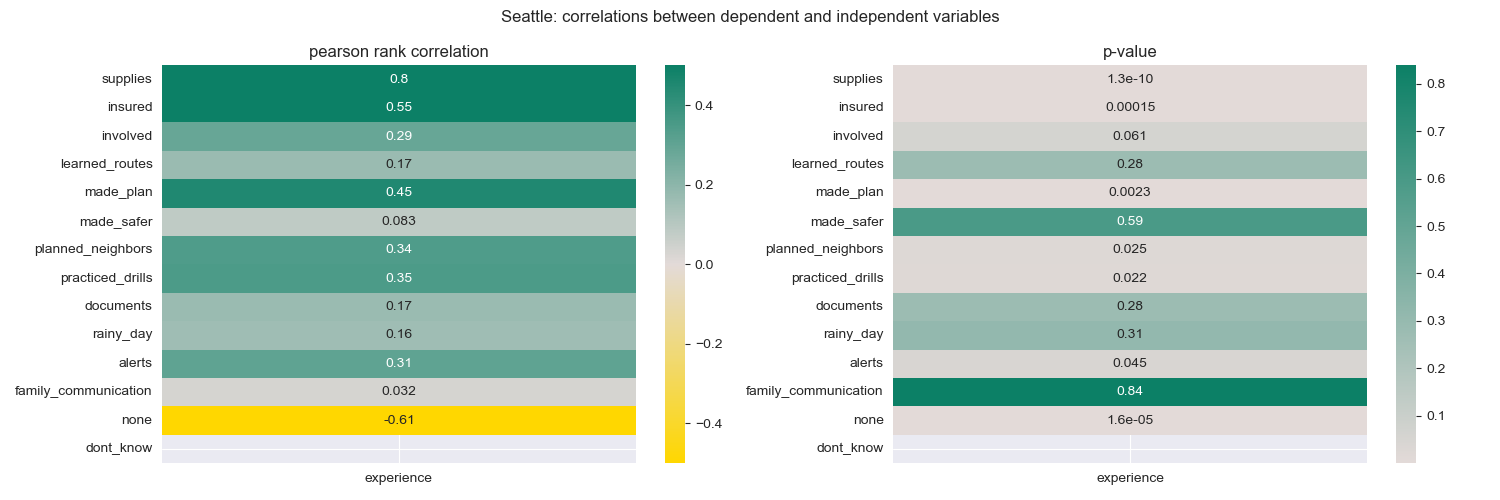 Seattle: correlations between dependent and independent variables
pearson rank correlation
supplies 0.8
insured 0.55
involved 0.29
learned_routes 0.17
made_plan 0.45
made_safer 0.083
planned_neighbors 0.34
practiced_drills 0.35
documents 0.17
rainy_day 0.16
alerts 0.31
family_communication 0.032
none -0.61
dont_know
experience
0.4
0.2
0.0
−0.2
−0.4
p-value
supplies 1.3e-10
insured 0.00015
involved 0.061
learned_routes 0.28
made_plan 0.0023
made_safer 0.59
planned_neighbors 0.025
practiced_drills 0.022
documents 0.28
rainy_day 0.31
alerts 0.045
family_communication 0.84
none 1.6e-05
dont_know
experience
0.8
0.7
0.6
0.5
0.4
0.3
0.2
0.1